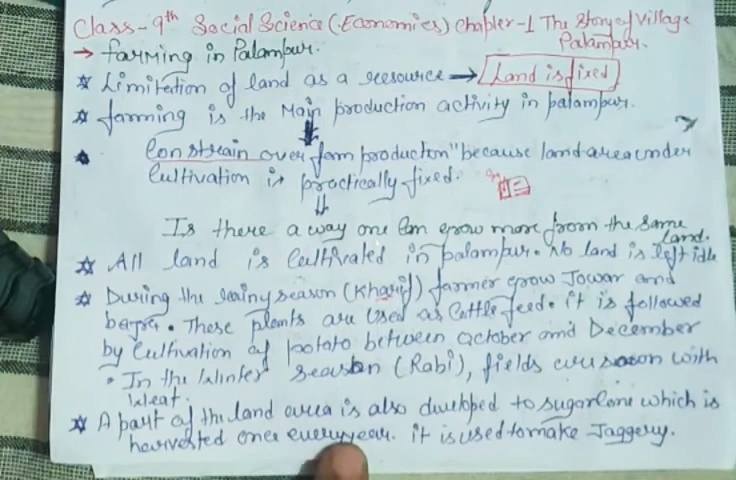 Class-9th Social Science (Economics) Chapter-1 The Story of Village
Palampur.
→ farming in Palampur.
☆ Limitation of land as a resource → Land is fixed
☆ farming is the Main production activity in palampur.
Constrain over farm production" because land area under
Cultivation is practically fixed.
Is there a way one can grow more from the same
Land.
☆ All land is Cultivated in palampur. No land is left idle
☆ During the rainy season (Kharif) farmer grow Jowar and
bajra. These plants are used as Cattle feed. it is followed
by Cultivation of potato between october and December
• In the Winter season (Rabi), fields are sown with
Wheat.
☆ A part of the land area is also devloped to sugarcane which is
harvested once every year. it is used to make Jaggery.